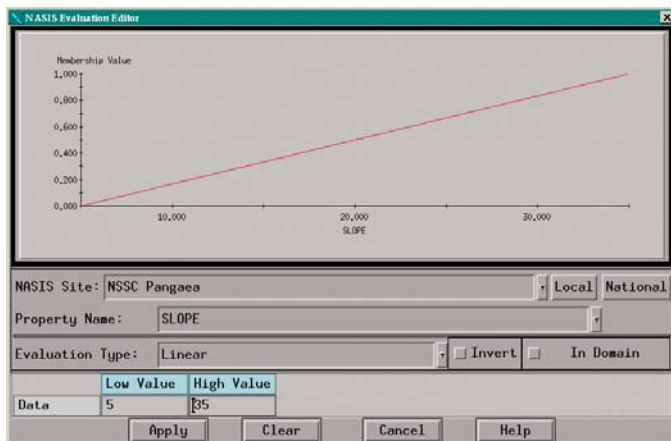 NASIS Evaluation Editor
Membership Value
1.000
0.800
0.600
0.400
0.200
0.000
10.000 20.000 30.000
SLOPE
NASIS Site: NSSC Pangaea Local National
Property Name: SLOPE
Evaluation Type: Linear Invert In Domain
Low Value High Value
Data 5 35
Apply Clear Cancel Help